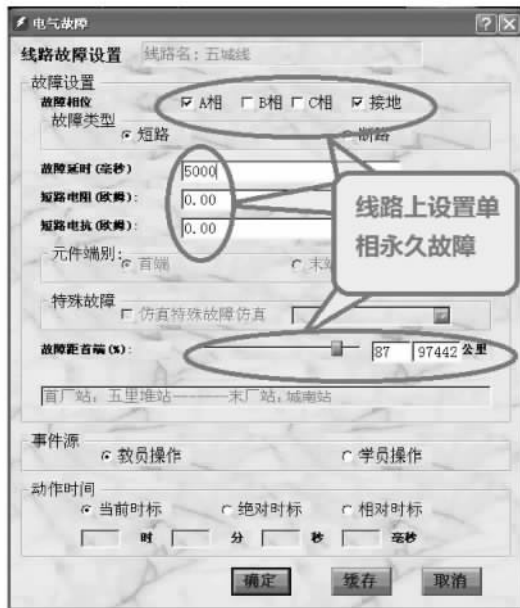 电气故障
线路故障设置 线路名:五城线
故障设置
故障相位 A相 B相 C相 接地
故障类型
短路 断路
故障延时(毫秒) 5000
短路电阻(欧姆): 0.00
短路电抗(欧姆): 0.00
线路上设置单
相永久故障
元件端别:
首端 末端
特殊故障
仿真特殊故障仿真
故障距首端(%): 87 97442 公里
首厂站:五里堆站--------末厂站:城南站
事件源
教员操作 学员操作
动作时间
当前时标 绝对时标 相对时标
时 分 秒 毫秒
确定 缓存 取消